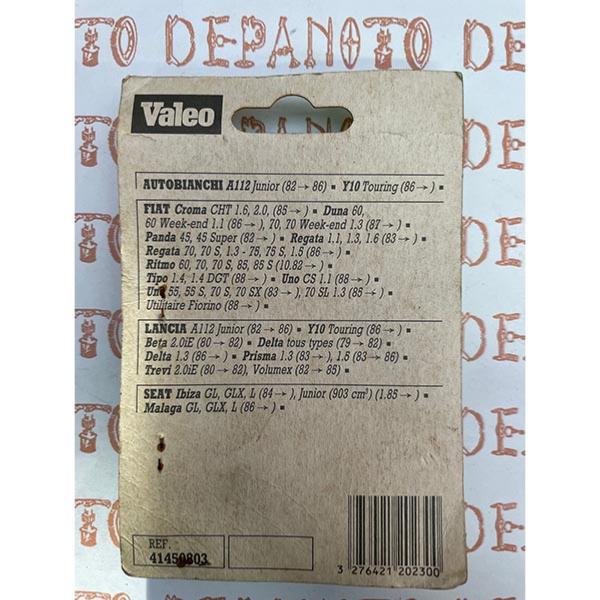 TO DEPANOTO DE
Valeo
AUTOBIANCHI A112 Junior (82→ 86) ▪ Y10 Touring (86→ ) ▪
FIAT Croma CHT 1.6, 2.0, (85→ ) ▪ Duna 60,
60 Week-end 1.1 (86→ ), 70, 70 Week-end 1.3 (87→ ) ▪
Panda 45, 45 Super (82→ ) ▪ Regata 1.1, 1.3, 1.6 (83→ ) ▪
Regata 70, 70 S, 1.3 - 75, 75 S, 1.5 (86→ ) ▪
Ritmo 60, 70, 70 S, 85, 85 S (10.82→ ) ▪
Tipo 1.4, 1.4 DGT (88→ ) ▪ Uno CS 1.1 (88→ ) ▪
Uno 55, 55 S, 70 S, 70 SX (83→ ), 70 SL 1.3 (85→ ) ▪
Utilitaire Fiorino (88→ ) ▪
LANCIA A112 Junior (82→ 86) ▪ Y10 Touring (86→ ) ▪
Beta 2.0iE (80→ 82) ▪ Delta tous types (79→ 82) ▪
Delta 1.3 (86→ ) ▪ Prisma 1.3 (83→ ), 1.5 (83→ 86) ▪
Trevi 2.0iE (80→ 82), Volumex (82→ 85) ▪
SEAT Ibiza GL, GLX, L (84→ ), Junior (903 cm³) (1.85→ ) ▪
Malaga GL, GLX, L (86→ ) ▪
REF.
41450803
3 276421 202300